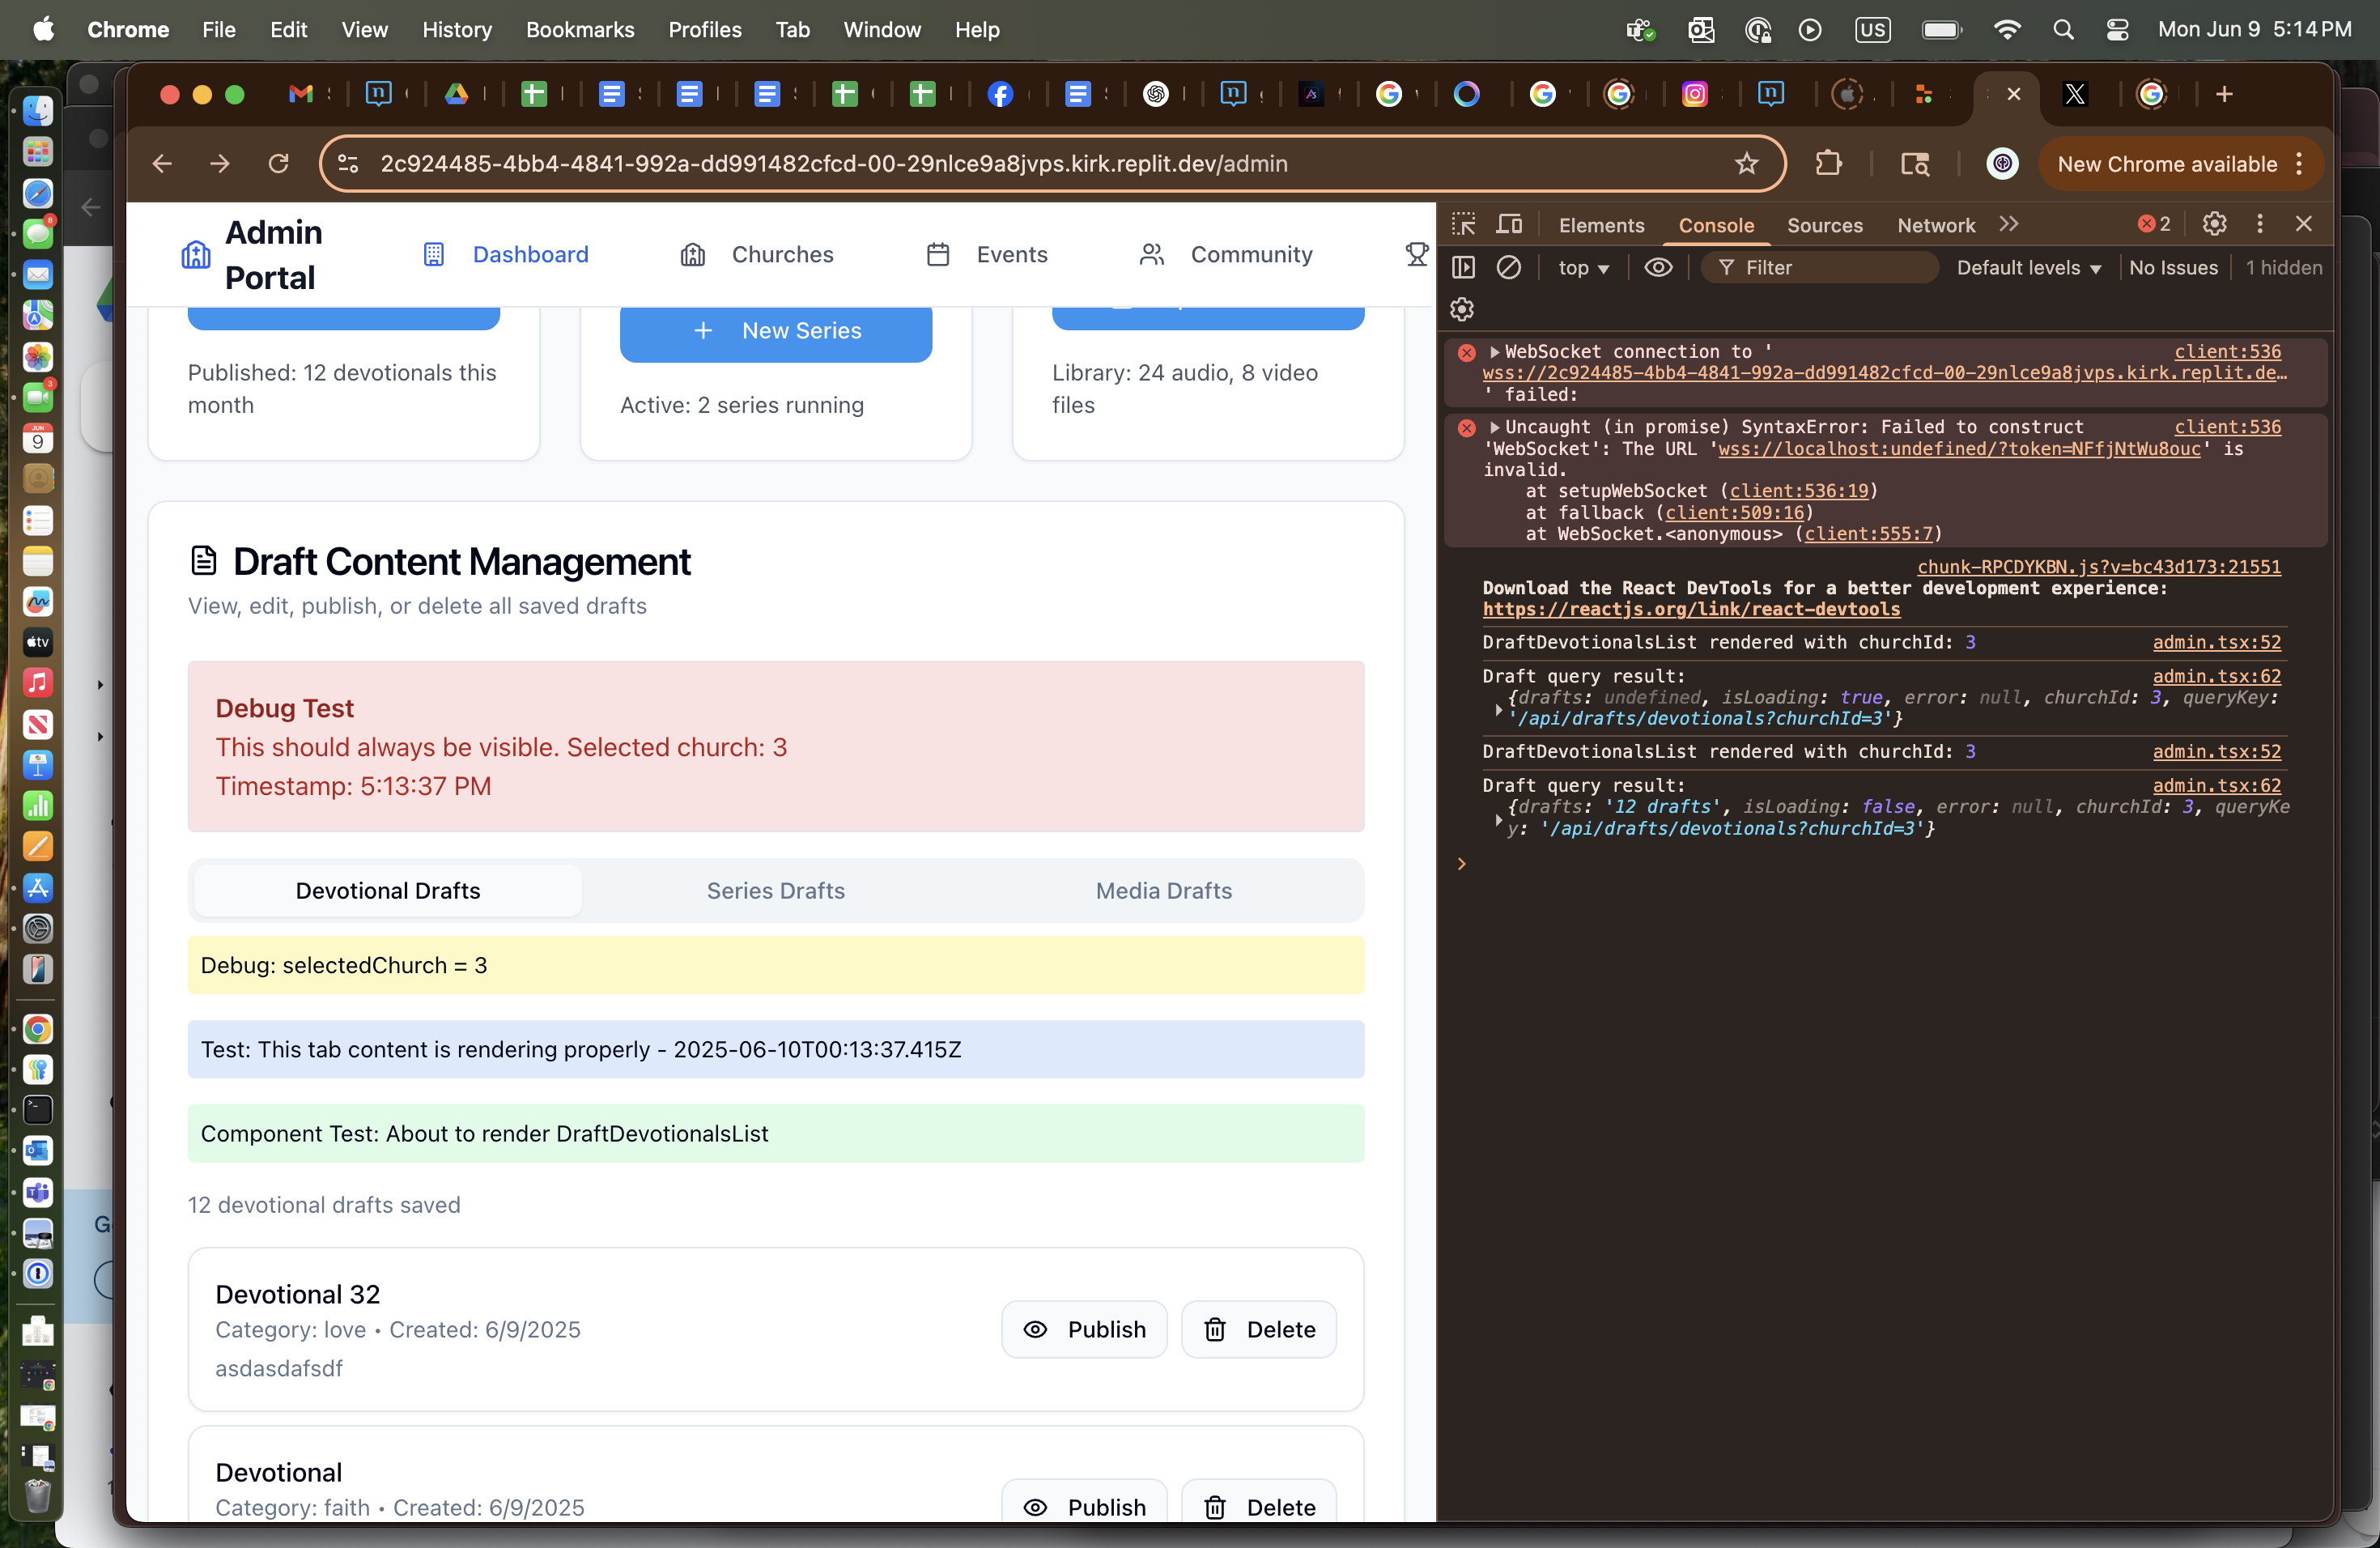 Chrome File Edit View History Bookmarks Profiles Tab Window Help
US
Mon Jun 9 5:14 PM
2c924485-4bb4-4841-992a-dd991482cfcd-00-29nlce9a8jvps.kirk.replit.dev/admin
New Chrome available
Admin
Portal
Dashboard
Churches
Events
Community
New Series
Published: 12 devotionals this
month
Active: 2 series running
Library: 24 audio, 8 video
files
Draft Content Management
View, edit, publish, or delete all saved drafts
Debug Test
This should always be visible. Selected church: 3
Timestamp: 5:13:37 PM
Devotional Drafts
Series Drafts
Media Drafts
Debug: selectedChurch = 3
Test: This tab content is rendering properly - 2025-06-10T00:13:37.415Z
Component Test: About to render DraftDevotionalsList
12 devotional drafts saved
Devotional 32
Category: love • Created: 6/9/2025
asdasdafsdf
Publish
Delete
Devotional
Category: faith • Created: 6/9/2025
Publish
Delete
Elements Console Sources Network
2
top
Filter
Default levels
No Issues
1 hidden
WebSocket connection to ' client:536
wss://2c924485-4bb4-4841-992a-dd991482cfcd-00-29nlce9a8jvps.kirk.replit.de…
' failed:
Uncaught (in promise) SyntaxError: Failed to construct client:536
'WebSocket': The URL 'wss://localhost:undefined/?token=NFfjNtWu8ouc' is
invalid.
at setupWebSocket (client:536:19)
at fallback (client:509:16)
at WebSocket.<anonymous> (client:555:7)
chunk-RPCDYKBN.js?v=bc43d173:21551
Download the React DevTools for a better development experience:
https://reactjs.org/link/react-devtools
DraftDevotionalsList rendered with churchId: 3 admin.tsx:52
Draft query result: admin.tsx:62
{drafts: undefined, isLoading: true, error: null, churchId: 3, queryKey:
'/api/drafts/devotionals?churchId=3'}
DraftDevotionalsList rendered with churchId: 3 admin.tsx:52
Draft query result: admin.tsx:62
{drafts: '12 drafts', isLoading: false, error: null, churchId: 3, queryKe
y: '/api/drafts/devotionals?churchId=3'}
8
3
JUN
9
tv